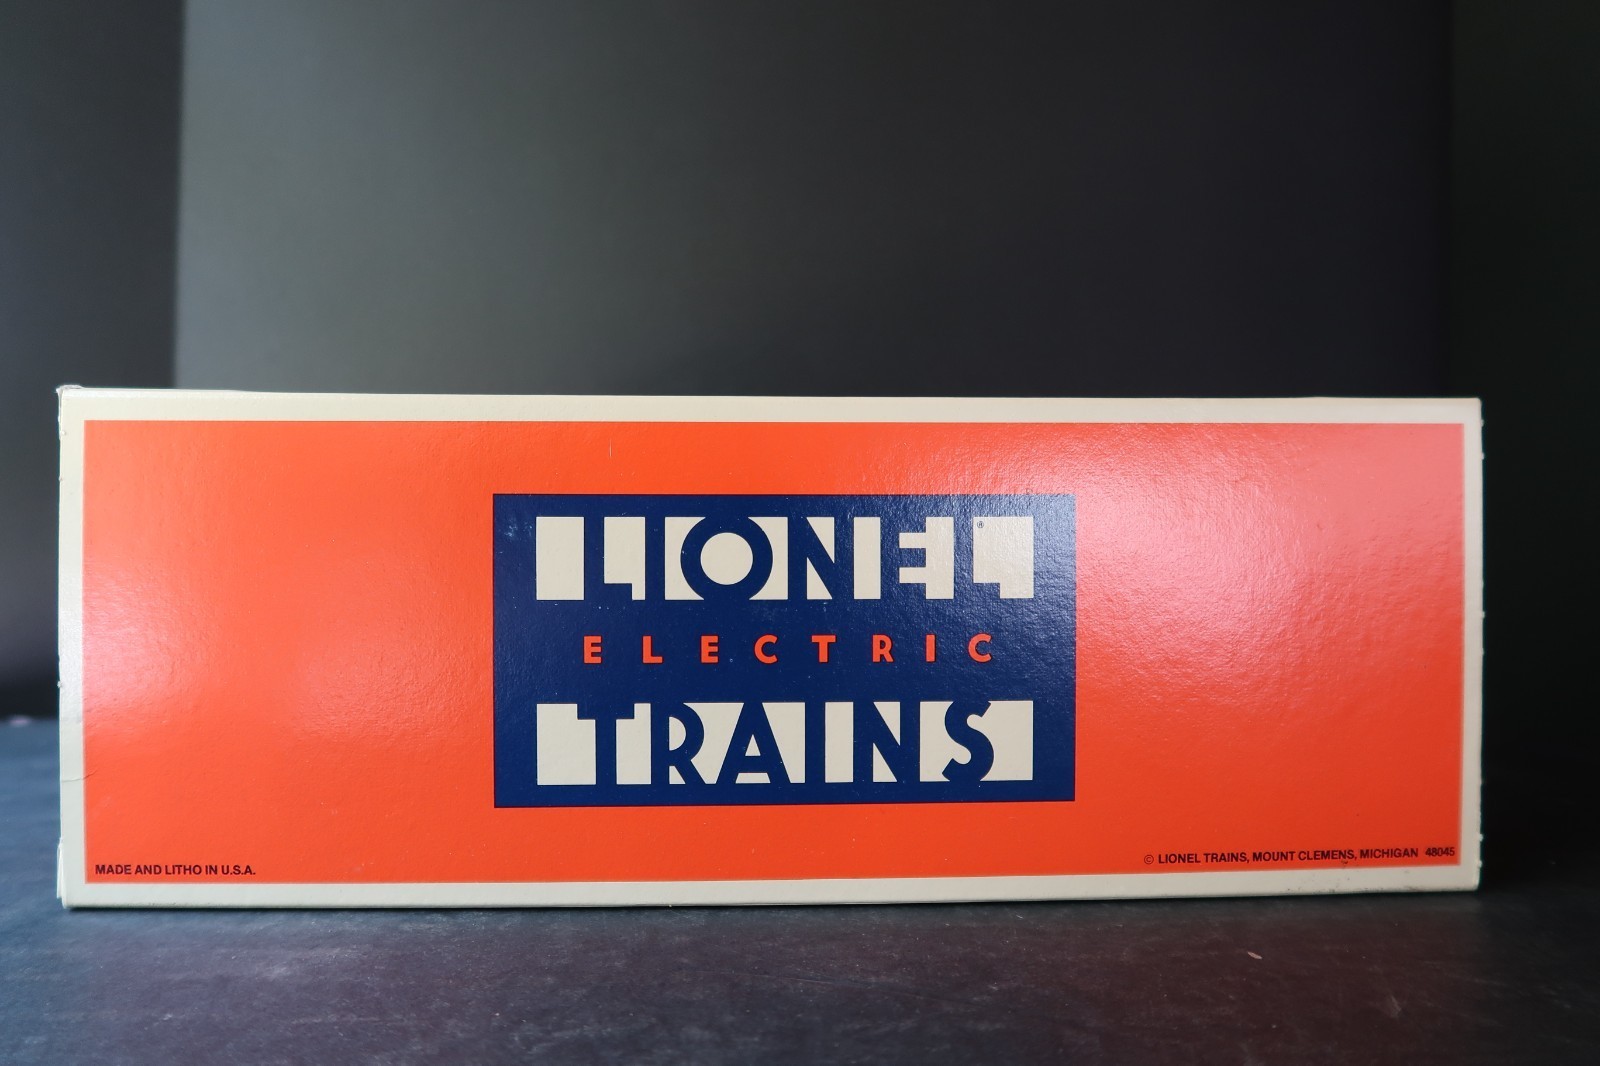 LIONEL®
ELECTRIC
TRAINS
MADE AND LITHO IN U.S.A.
© LIONEL TRAINS, MOUNT CLEMENS, MICHIGAN 48045